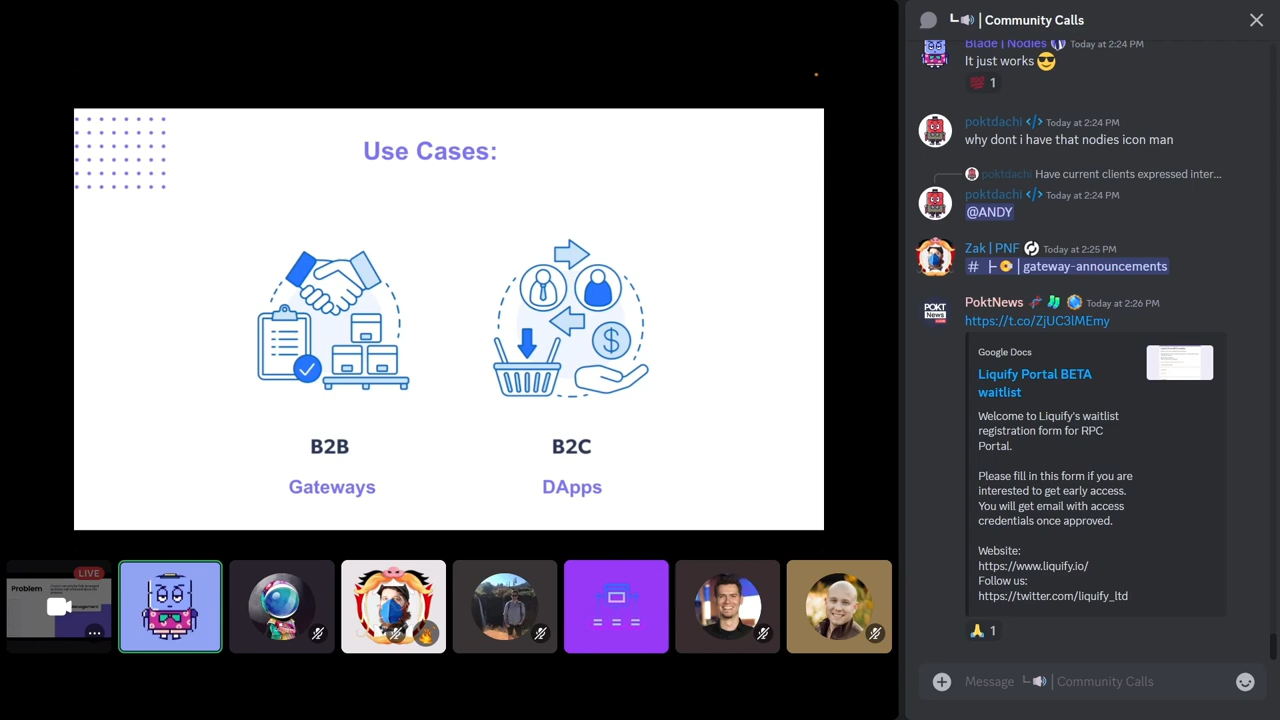 Use Cases:
B2B
Gateways
B2C
DApps
LIVE
Problem
┗ | Community Calls
Blade | Nodies Today at 2:24 PM
It just works 😎
💯 1
poktdachi </> Today at 2:24 PM
why dont i have that nodies icon man
poktdachi Have current clients expressed inter...
poktdachi </> Today at 2:24 PM
@ANDY
Zak | PNF Today at 2:25 PM
# ┣ | gateway-announcements
POKT
News
PoktNews Today at 2:26 PM
https://t.co/ZjUC3lMEmy
Google Docs
Liquify Portal BETA
waitlist
Welcome to Liquify's waitlist
registration form for RPC
Portal.
Please fill in this form if you are
interested to get early access.
You will get email with access
credentials once approved.
Website:
https://www.liquify.io/
Follow us:
https://twitter.com/liquify_ltd
🙏 1
Message ┗ | Community Calls